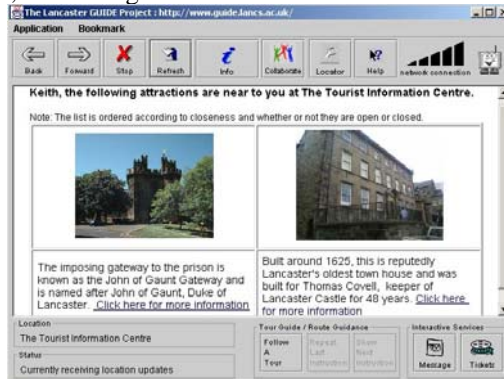 The Lancaster GUIDE Project : http://www.guide.lancs.ac.uk/
Application Bookmark
Back Forward Stop Refresh Info Collaborate Locator Help network connection
Keith, the following attractions are near to you at The Tourist Information Centre.
Note: The list is ordered according to closeness and whether or not they are open or closed.
The imposing gateway to the prison is
known as the John of Gaunt Gateway and
is named after John of Gaunt, Duke of
Lancaster. Click here for more information
Built around 1625, this is reputedly
Lancaster's oldest town house and was
built for Thomas Covell, keeper of
Lancaster Castle for 48 years. Click here
for more information
Location
The Tourist Information Centre
Status
Currently receiving location updates
Tour Guide / Route Guidance
Follow
A
Tour
Repeat
Last
Instruction
Show
Next
Instruction
Interactive Services
Message Tickets